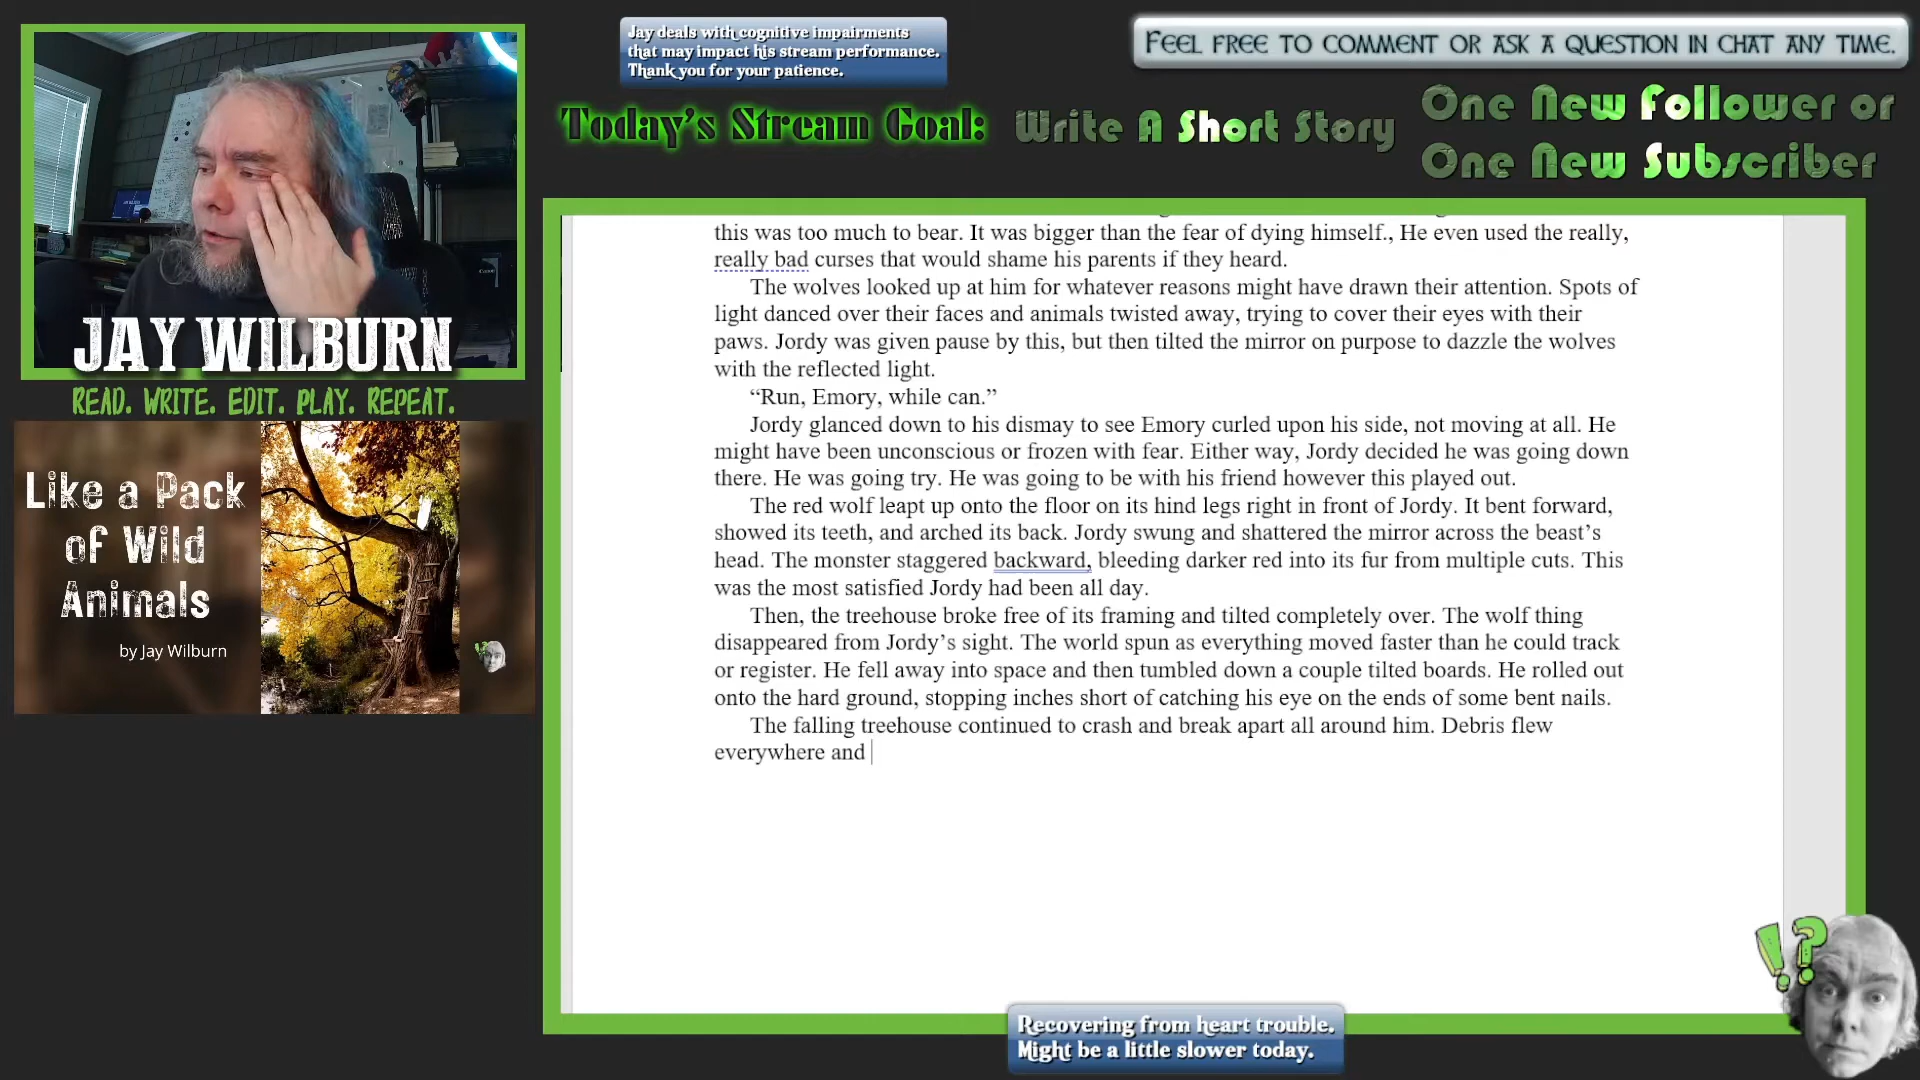 Jay deals with cognitive impairments
that may impact his stream performance.
Thank you for your patience.
FEEL FREE TO COMMENT OR ASK A QUESTION IN CHAT ANY TIME.
Today's Stream Goal:
Write A Short Story
One New Follower or
One New Subscriber
JAY WILBURN
READ. WRITE. EDIT. PLAY. REPEAT.
Like a Pack
of Wild
Animals
by Jay Wilburn
this was too much to bear. It was bigger than the fear of dying himself., He even used the really,
really bad curses that would shame his parents if they heard.
The wolves looked up at him for whatever reasons might have drawn their attention. Spots of
light danced over their faces and animals twisted away, trying to cover their eyes with their
paws. Jordy was given pause by this, but then tilted the mirror on purpose to dazzle the wolves
with the reflected light.
“Run, Emory, while can.”
Jordy glanced down to his dismay to see Emory curled upon his side, not moving at all. He
might have been unconscious or frozen with fear. Either way, Jordy decided he was going down
there. He was going try. He was going to be with his friend however this played out.
The red wolf leapt up onto the floor on its hind legs right in front of Jordy. It bent forward,
showed its teeth, and arched its back. Jordy swung and shattered the mirror across the beast’s
head. The monster staggered backward, bleeding darker red into its fur from multiple cuts. This
was the most satisfied Jordy had been all day.
Then, the treehouse broke free of its framing and tilted completely over. The wolf thing
disappeared from Jordy’s sight. The world spun as everything moved faster than he could track
or register. He fell away into space and then tumbled down a couple tilted boards. He rolled out
onto the hard ground, stopping inches short of catching his eye on the ends of some bent nails.
The falling treehouse continued to crash and break apart all around him. Debris flew
everywhere and
!?
Recovering from heart trouble.
Might be a little slower today.